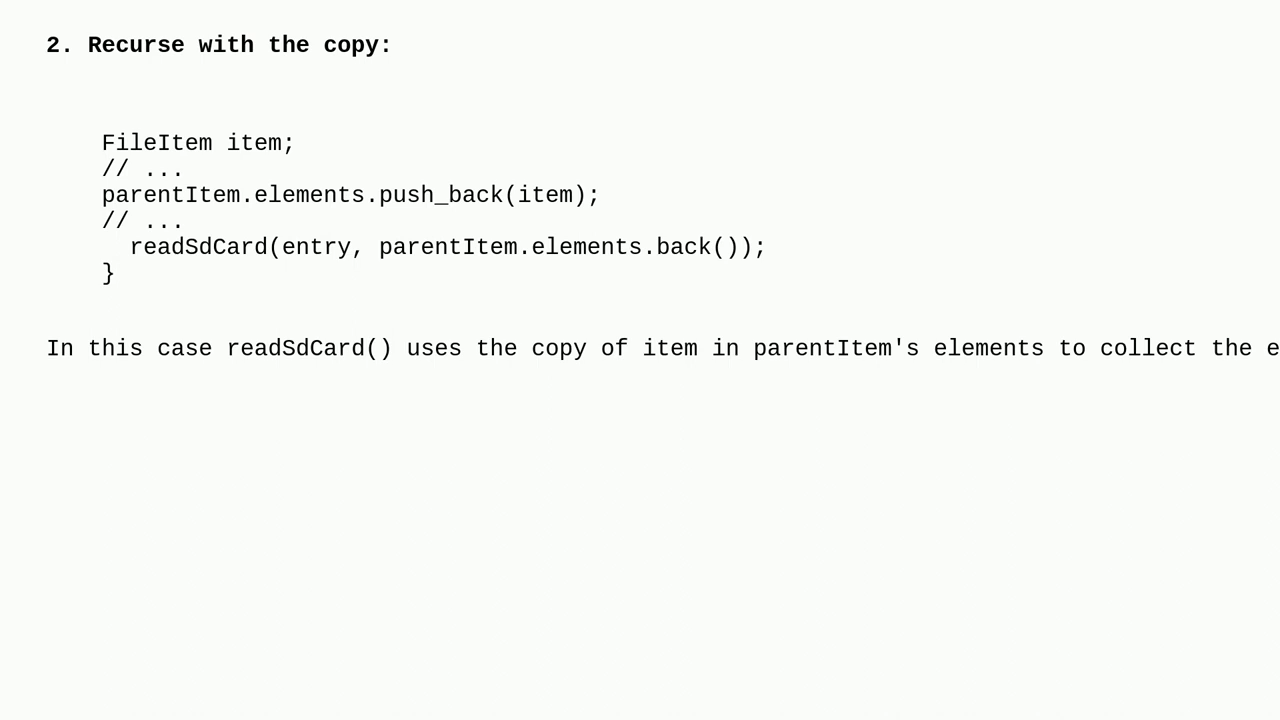 2. Recurse with the copy:
FileItem item;
// ...
parentItem.elements.push_back(item);
// ...
readSdCard(entry, parentItem.elements.back());
}
In this case readSdCard() uses the copy of item in parentItem's elements to collect the